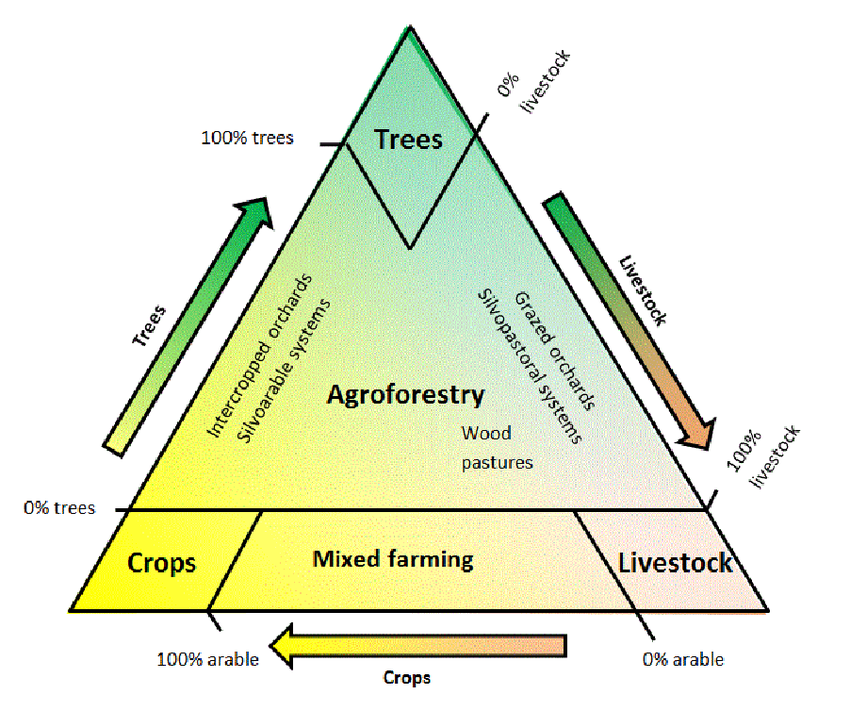 0%
livestock
100% trees
Trees
Trees
Livestock
Intercropped orchards
Silvoarable systems
Grazed orchards
Silvopastoral systems
Agroforestry
Wood
pastures
100%
livestock
0% trees
Crops
Mixed farming
Livestock
100% arable
0% arable
Crops